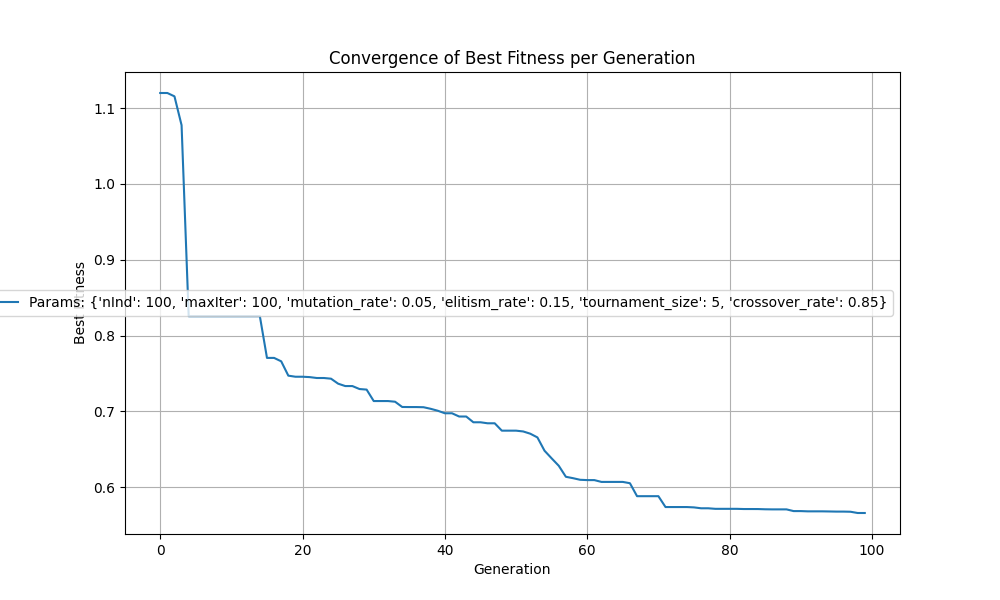 Convergence of Best Fitness per Generation
1.1
1.0
0.9
0.8
0.7
0.6
Best Fitness
Params: {'nInd': 100, 'maxIter': 100, 'mutation_rate': 0.05, 'elitism_rate': 0.15, 'tournament_size': 5, 'crossover_rate': 0.85}
0 20 40 60 80 100
Generation